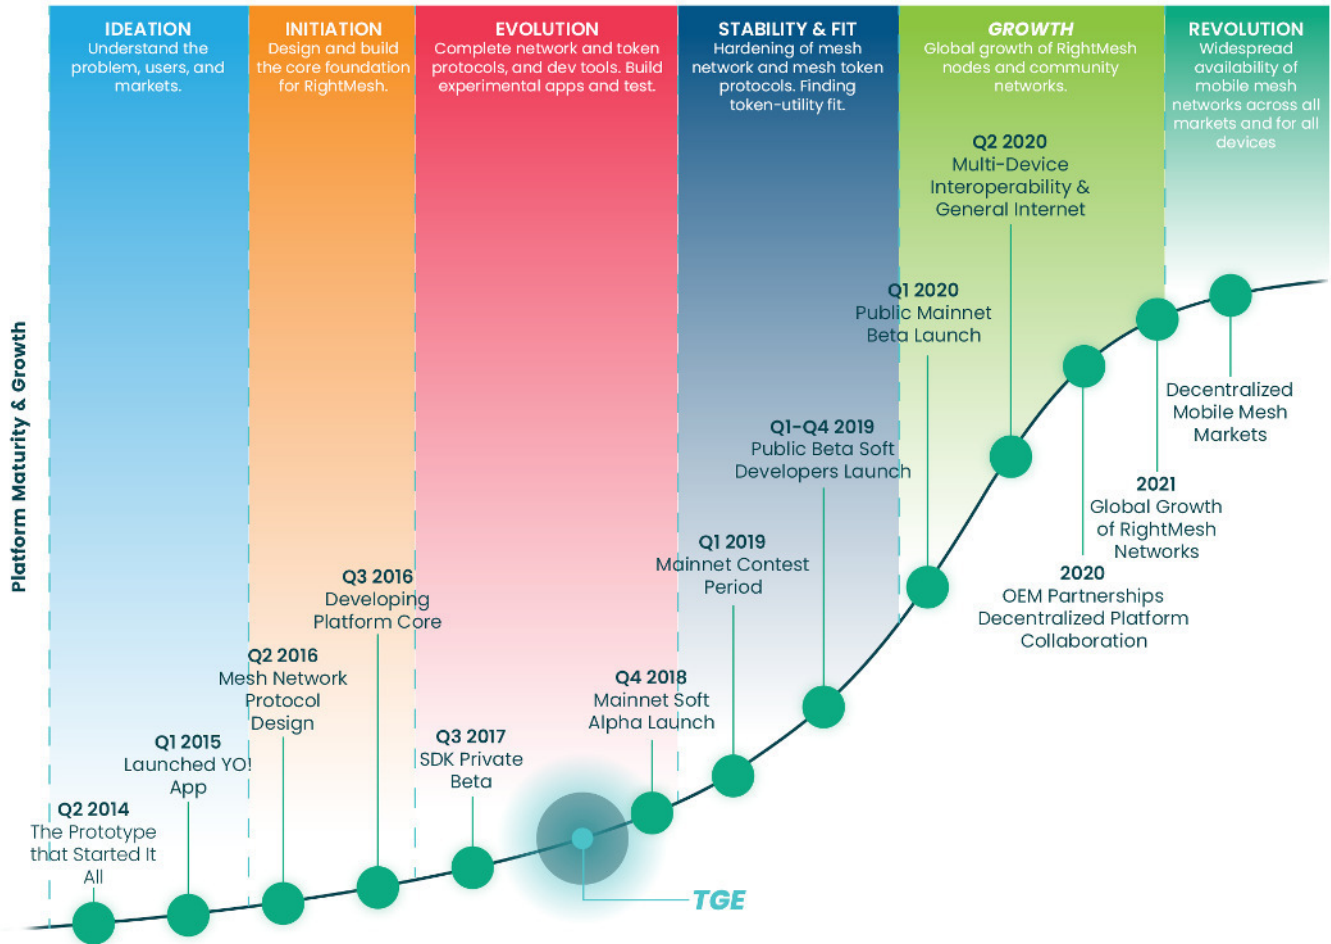 IDEATION
Understand the
problem, users, and
markets.
INITIATION
Design and build
the core foundation
for RightMesh.
EVOLUTION
Complete network and token
protocols, and dev tools. Build
experimental apps and test.
STABILITY & FIT
Hardening of mesh
network and mesh token
protocols. Finding
token-utility fit.
GROWTH
Global growth of RightMesh
nodes and community
networks.
REVOLUTION
Widespread
availability of
mobile mesh
networks across all
markets and for all
devices
Platform Maturity & Growth
Q2 2014
The Prototype
that Started It
All
Q1 2015
Launched YO!
App
Q2 2016
Mesh Network
Protocol
Design
Q3 2016
Developing
Platform Core
Q3 2017
SDK Private
Beta
TGE
Q4 2018
Mainnet Soft
Alpha Launch
Q1 2019
Mainnet Contest
Period
Q1-Q4 2019
Public Beta Soft
Developers Launch
Q1 2020
Public Mainnet
Beta Launch
Q2 2020
Multi-Device
Interoperability &
General Internet
2020
OEM Partnerships
Decentralized Platform
Collaboration
2021
Global Growth
of RightMesh
Networks
Decentralized
Mobile Mesh
Markets